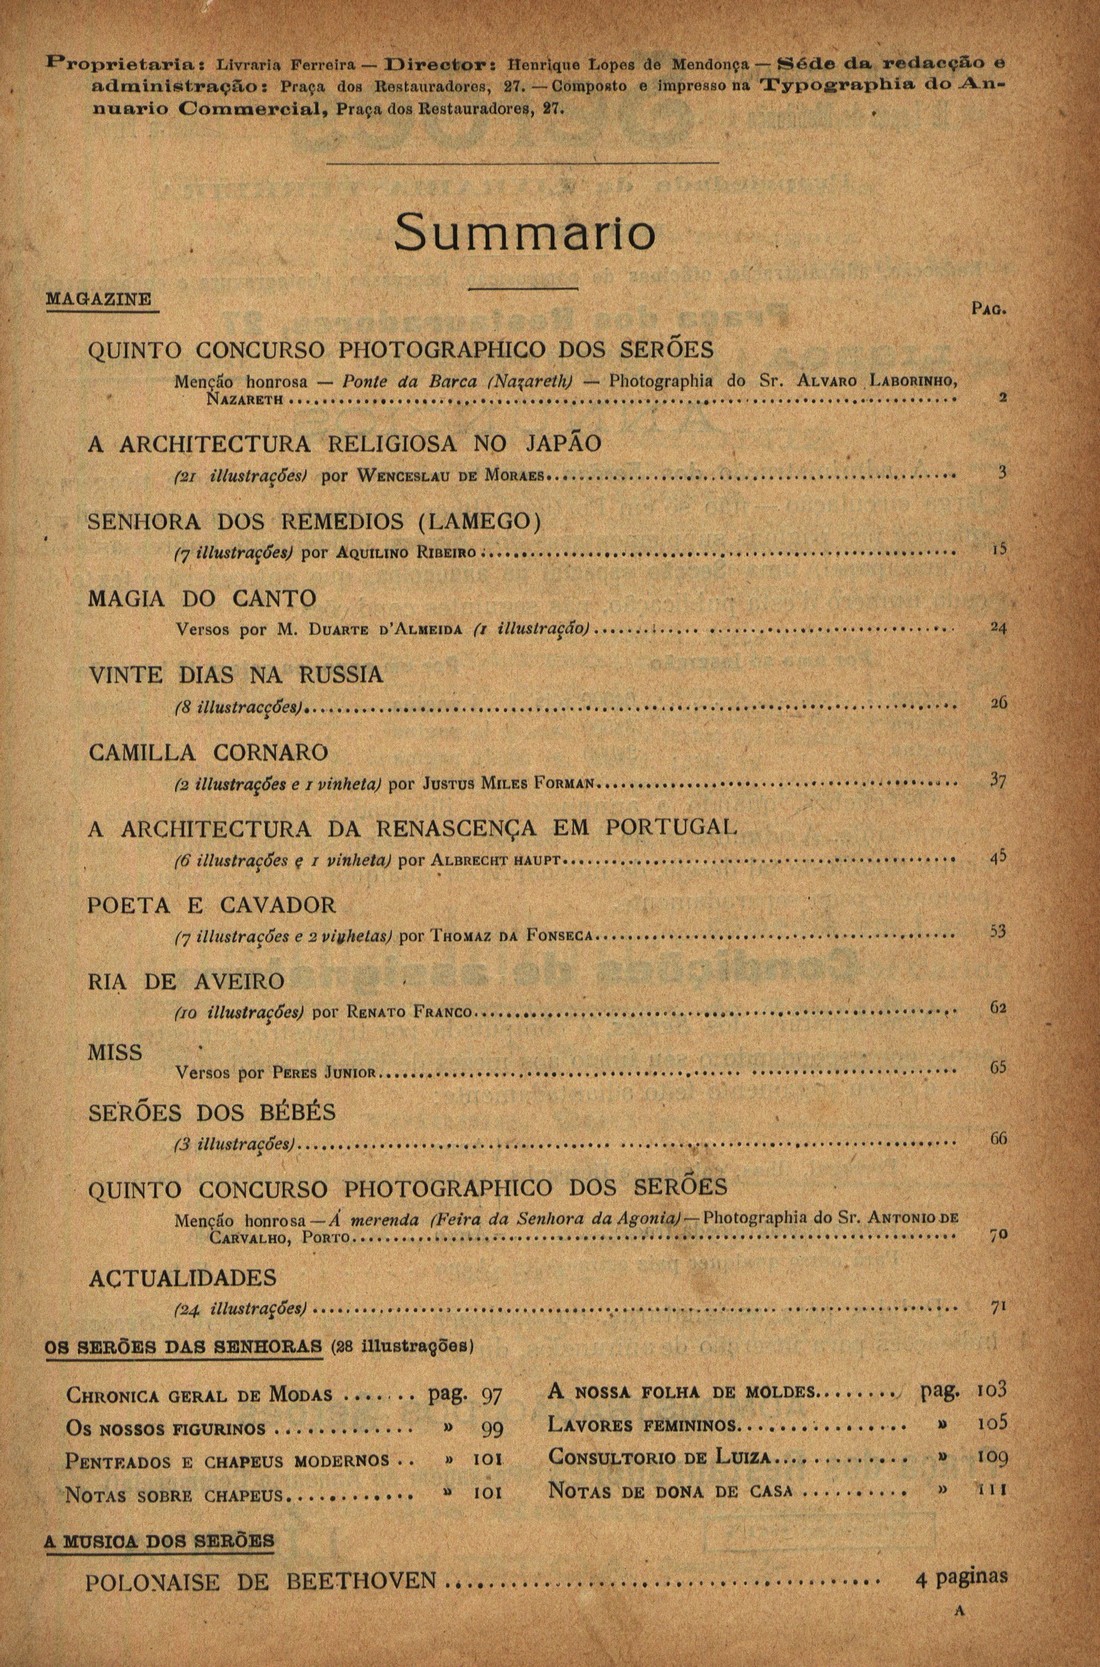 Proprietaria: Livraria Ferreira — Director: Henrique Lopes de Mendonça — Séde da redacção e
administração: Praça dos Restauradores, 27. — Composto e impresso na Typographia do An-
nuario Commercial, Praça dos Restauradores, 27.
Summario
MAGAZINE
PAG.
QUINTO CONCURSO PHOTOGRAPHICO DOS SERÕES
Menção honrosa — Ponte da Barca (Nazareth) — Photographia do Sr. ALVARO LABORINHO,
NAZARETH 2
A ARCHITECTURA RELIGIOSA NO JAPÃO
(21 illustrações) por WENCESLAU DE MORAES 3
SENHORA DOS REMEDIOS (LAMEGO)
(7 illustrações) por AQUILINO RIBEIRO 15
MAGIA DO CANTO
Versos por M. DUARTE D'ALMEIDA (1 illustração) 24
VINTE DIAS NA RUSSIA
(8 illustracções) 26
CAMILLA CORNARO
(2 illustrações e 1 vinheta) por JUSTUS MILES FORMAN 37
A ARCHITECTURA DA RENASCENÇA EM PORTUGAL
(6 illustrações e 1 vinheta) por ALBRECHT HAUPT 45
POETA E CAVADOR
(7 illustrações e 2 vinhetas) por THOMAZ DA FONSECA 53
RIA DE AVEIRO
(10 illustrações) por RENATO FRANCO 62
MISS
Versos por PERES JUNIOR 65
SERÕES DOS BÉBÉS
(3 illustrações) 66
QUINTO CONCURSO PHOTOGRAPHICO DOS SERÕES
Menção honrosa — Á merenda (Feira da Senhora da Agonia) — Photographia do Sr. ANTONIO DE
CARVALHO, PORTO 70
ACTUALIDADES
(24 illustrações) 71
OS SERÕES DAS SENHORAS (28 illustrações)
CHRONICA GERAL DE MODAS pag. 97
OS NOSSOS FIGURINOS » 99
PENTEADOS E CHAPEUS MODERNOS » 101
NOTAS SOBRE CHAPEUS » 101
A NOSSA FOLHA DE MOLDES pag. 103
LAVORES FEMININOS » 105
CONSULTORIO DE LUIZA » 109
NOTAS DE DONA DE CASA » 111
A MUSICA DOS SERÕES
POLONAISE DE BEETHOVEN 4 paginas
A